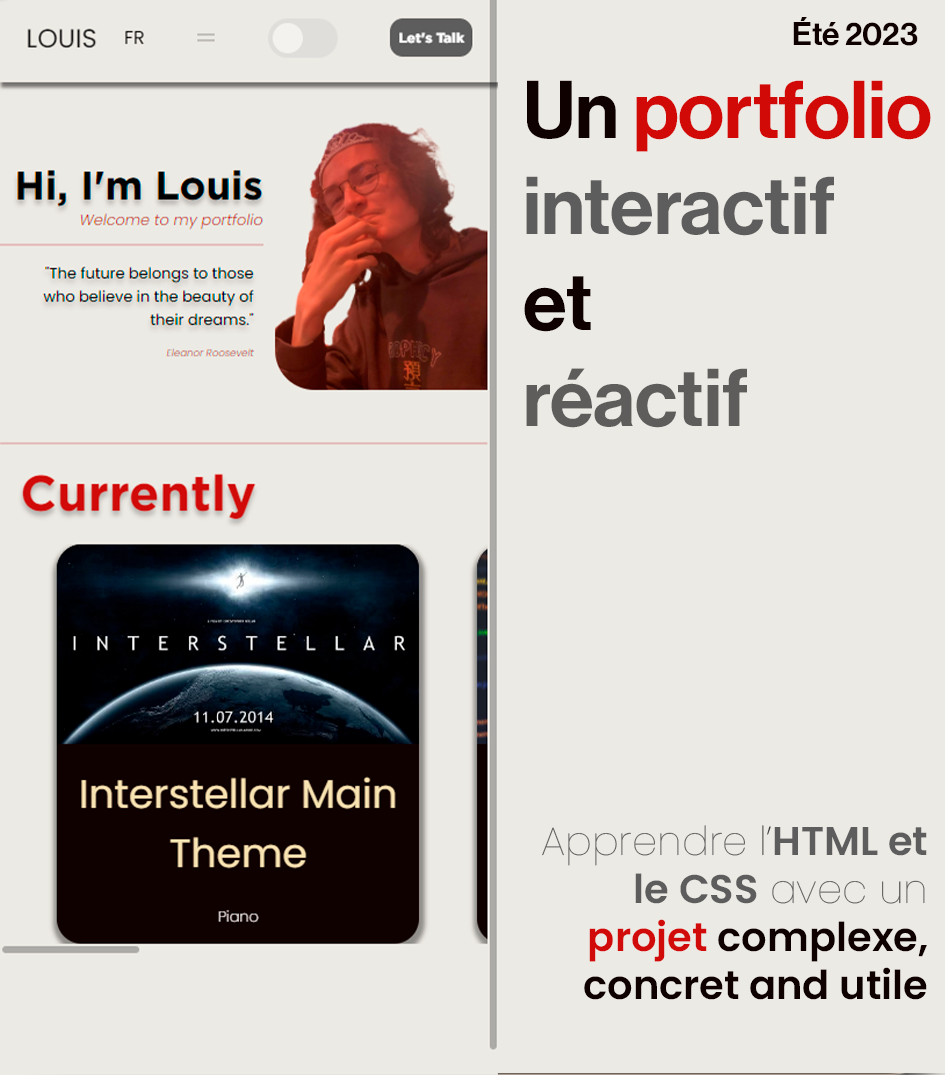 LOUIS FR Let's Talk
Hi, I'm Louis
Welcome to my portfolio
"The future belongs to those
who believe in the beauty of
their dreams."
Eleanor Roosevelt
Currently
INTERSTELLAR
11.07.2014
Interstellar Main
Theme
Piano
Été 2023
Un portfolio
interactif
et
réactif
Apprendre l'HTML et
le CSS avec un
projet complexe,
concret and utile